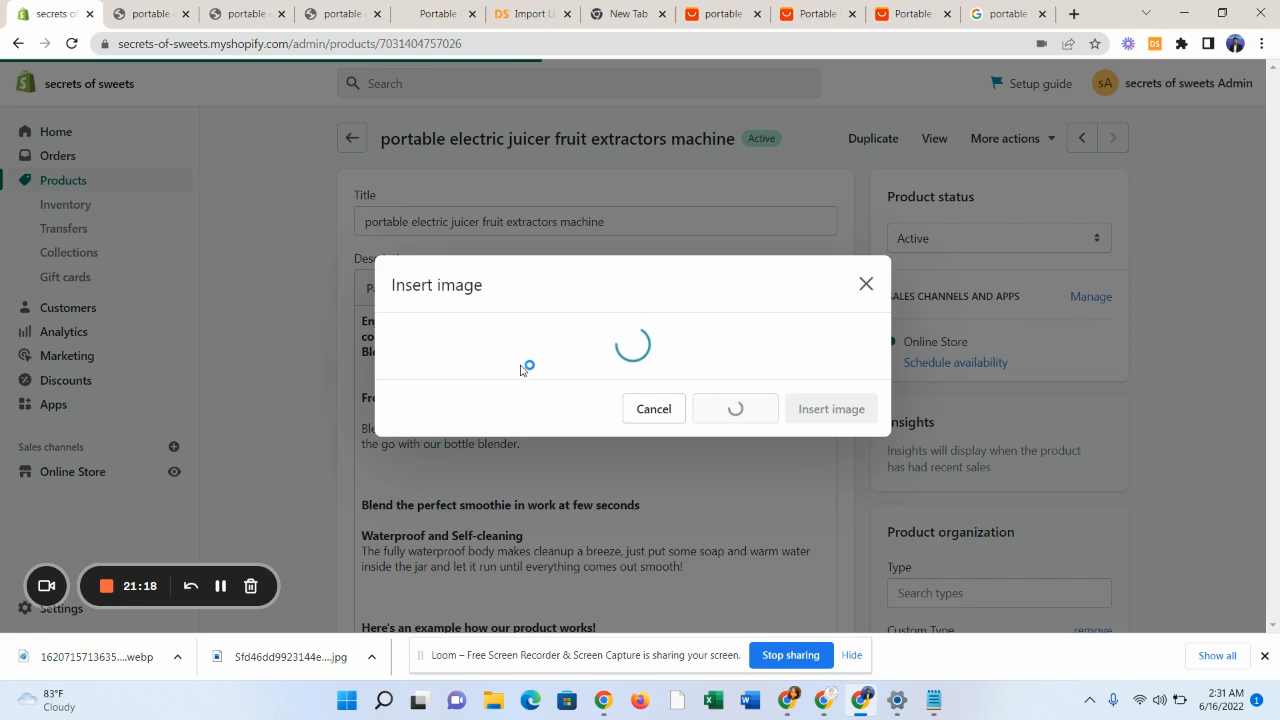 secrets of s
portable e
portable e
portable e
Portable e
DS Import Li
New Tab
portable
Portable
Portable
portable
secrets-of-sweets.myshopify.com/admin/products/7031404757026
DS
secrets of sweets
Search
Setup guide
sA
secrets of sweets Admin
Home
Orders
Products
Inventory
Transfers
Collections
Gift cards
Customers
Analytics
Marketing
Discounts
Apps
Sales channels
Online Store
Settings
portable electric juicer fruit extractors machine
Active
Duplicate
View
More actions
Title
portable electric juicer fruit extractors machine
Insert image
Cancel
Insert image
the go with our bottle blender.
Blend the perfect smoothie in work at few seconds
Waterproof and Self-cleaning
The fully waterproof body makes cleanup a breeze, just put some soap and warm water
inside the jar and let it run until everything comes out smooth!
Here's an example how our product works!
Product status
Active
SALES CHANNELS AND APPS
Manage
Online Store
Schedule availability
Insights
Insights will display when the product
has had recent sales
Product organization
Type
Search types
Custom Type
remove
21:18
1620715713635....webp
Sfd46dd9923144e....jpg
Loom – Free Screen Recorder & Screen Capture is sharing your screen.
Stop sharing
Hide
Show all
83°F
Cloudy
2:31 AM
6/16/2022
1